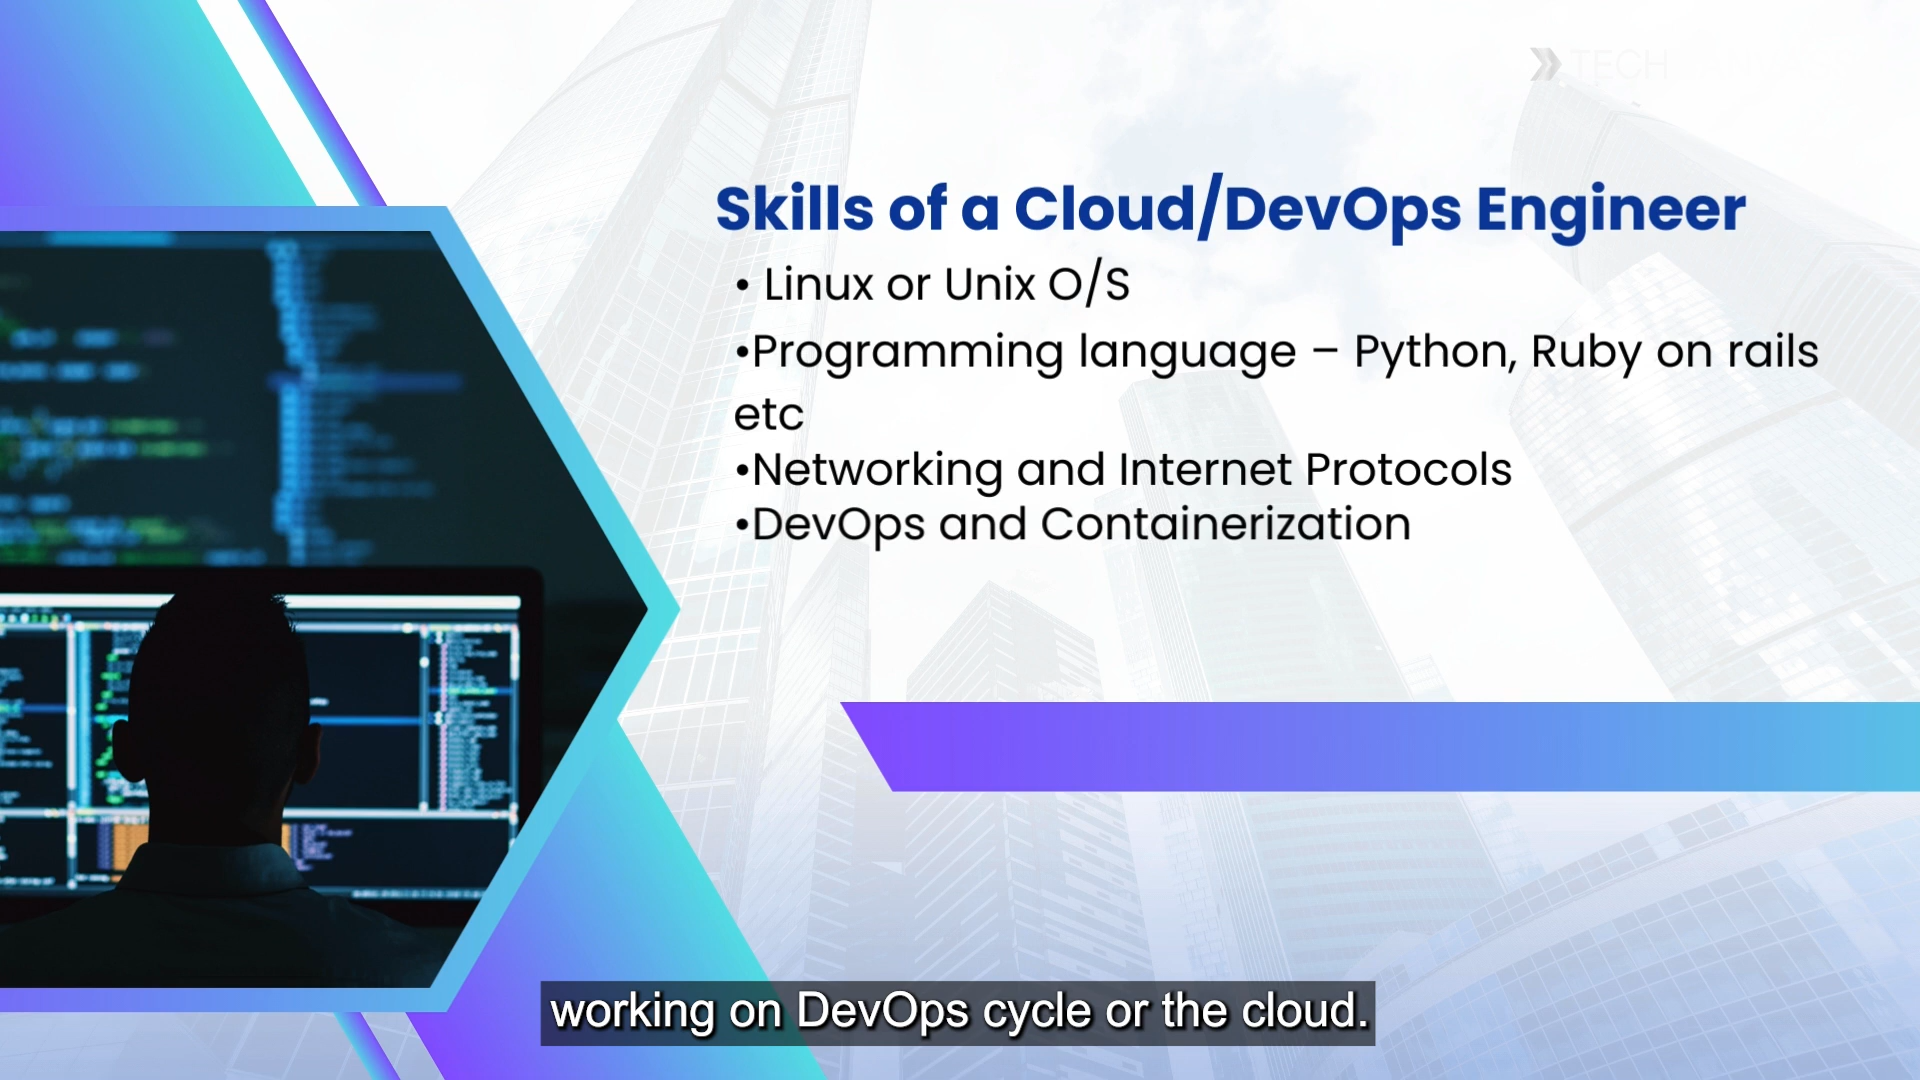 TECH
Skills of a Cloud/DevOps Engineer
• Linux or Unix O/S
•Programming language – Python, Ruby on rails
etc
•Networking and Internet Protocols
•DevOps and Containerization
working on DevOps cycle or the cloud.